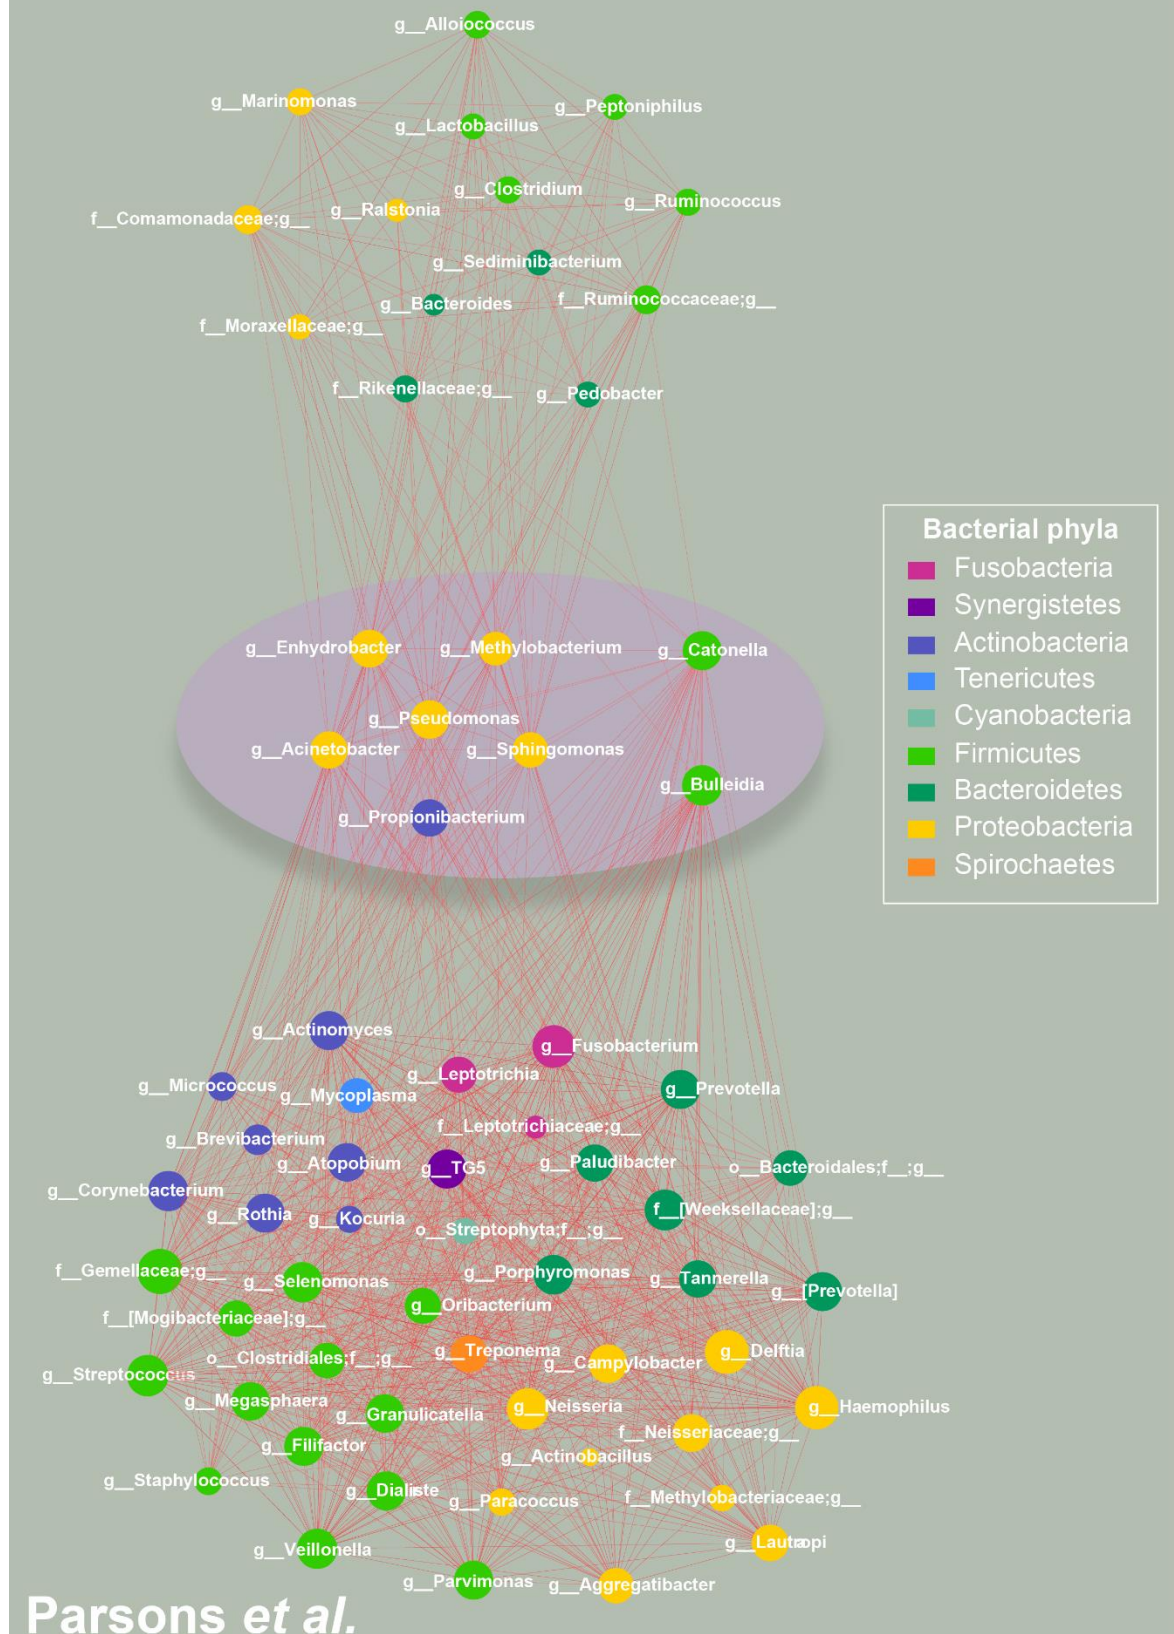 g__Alloiococcus
g__Marinomonas
g__Peptoniphilus
g__Lactobacillus
g__Clostridium
g__Ruminococcus
g__Ralstonia
f__Comamonadaceae;g__
g__Sediminibacterium
g__Bacteroides
f__Ruminococcaceae;g__
f__Moraxellaceae;g__
f__Rikenellaceae;g__
g__Pedobacter
Bacterial phyla
Fusobacteria
Synergistetes
Actinobacteria
Tenericutes
Cyanobacteria
Firmicutes
Bacteroidetes
Proteobacteria
Spirochaetes
g__Enhydrobacter
g__Methylobacterium
g__Catonella
g__Pseudomonas
g__Acinetobacter
g__Sphingomonas
g__Bulleidia
g__Propionibacterium
g__Actinomyces
g__Fusobacterium
g__Leptotrichia
g__Micrococcus
g__Mycoplasma
g__Prevotella
f__Leptotrichiaceae;g__
g__Brevibacterium
g__Atopobium
g__TG5
g__Paludibacter
o__Bacteroidales;f__;g__
g__Corynebacterium
g__Rothia
g__Kocuria
f__[Weeksellaceae];g__
o__Streptophyta;f__;g__
f__Gemellaceae;g__
g__Selenomonas
g__Porphyromonas
g__Tannerella
g__[Prevotella]
g__Oribacterium
f__[Mogibacteriaceae];g__
o__Clostridiales;f__;g__
g__Treponema
g__Campylobacter
g__Delftia
g__Streptococcus
g__Megasphaera
g__Granulicatella
g__Neisseria
g__Haemophilus
f__Neisseriaceae;g__
g__Filifactor
g__Actinobacillus
g__Staphylococcus
g__Dialiste
g__Paracoccus
f__Methylobacteriaceae;g__
g__Veillonella
g__Lautropi
g__Parvimonas
g__Aggregatibacter
Parsons et al.